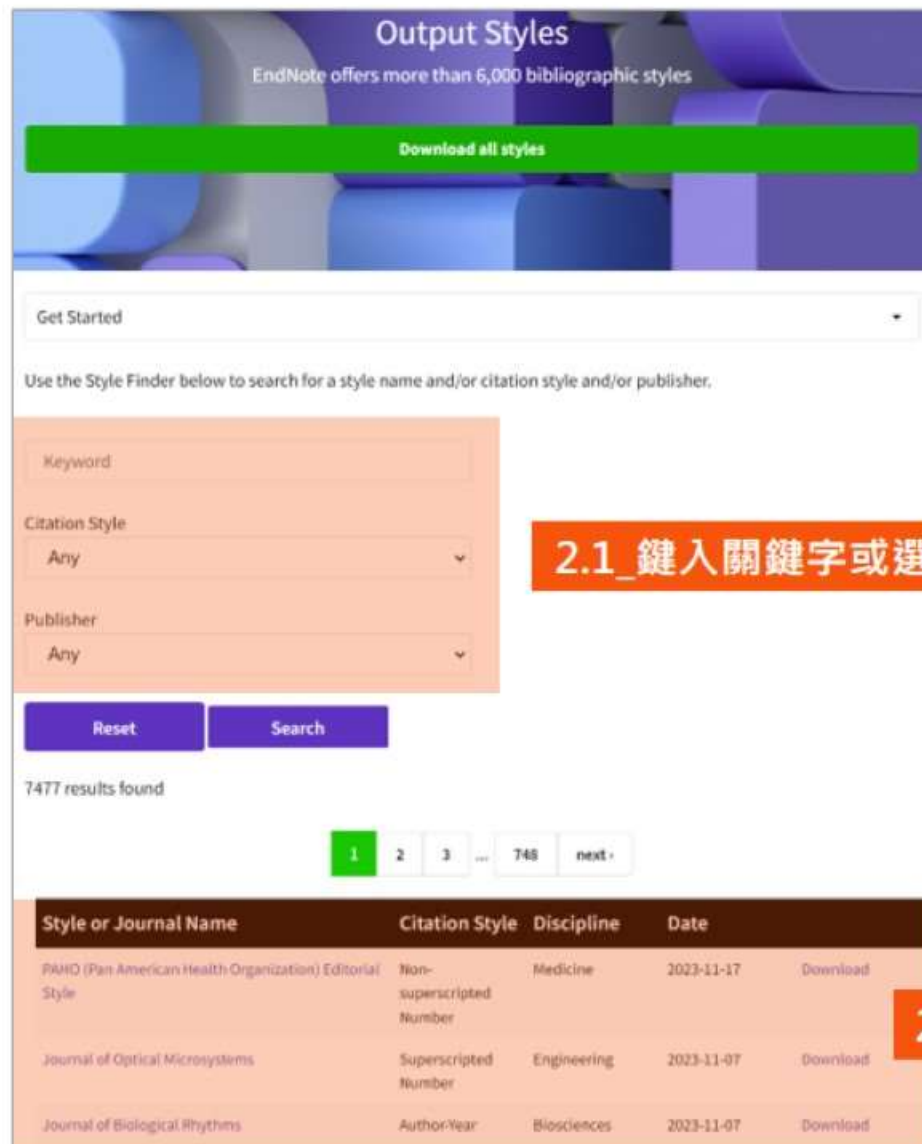 Output Styles
EndNote offers more than 6,000 bibliographic styles
Download all styles
Get Started
Use the Style Finder below to search for a style name and/or citation style and/or publisher.
Keyword
Citation Style
Any
2.1_鍵入關鍵字或選
Publisher
Any
Reset Search
7477 results found
1 2 3 ... 748 next ›
Style or Journal Name Citation Style Discipline Date
PAHO (Pan American Health Organization) Editorial Non- Medicine 2023-11-17 Download
Style superscripted
Number
2
Journal of Optical Microsystems Superscripted Engineering 2023-11-07 Download
Number
Journal of Biological Rhythms Author-Year Biosciences 2023-11-07 Download